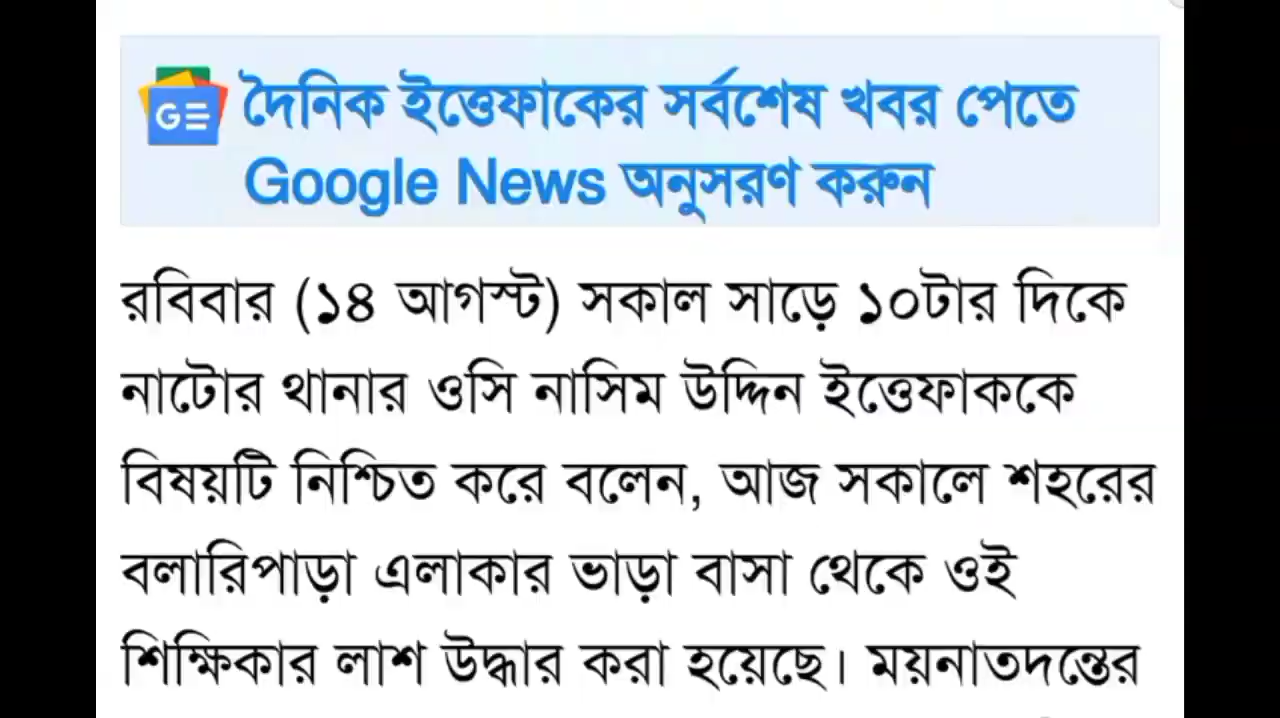 দৈনিক ইত্তেফাকের সর্বশেষ খবর পেতে
Google News অনুসরণ করুন
রবিবার (১৪ আগস্ট) সকাল সাড়ে ১০টার দিকে
নাটোর থানার ওসি নাসিম উদ্দিন ইত্তেফাককে
বিষয়টি নিশ্চিত করে বলেন, আজ সকালে শহরের
বলারিপাড়া এলাকার ভাড়া বাসা থেকে ওই
শিক্ষিকার লাশ উদ্ধার করা হয়েছে। ময়নাতদন্তের